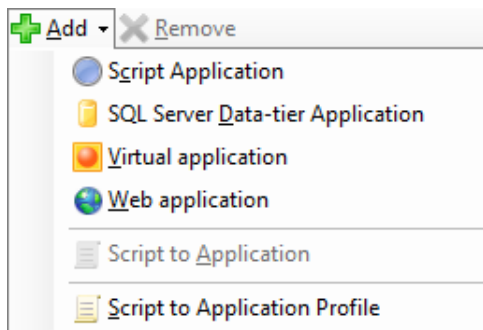 Add Remove
Script Application
SQL Server Data-tier Application
Virtual application
Web application
Script to Application
Script to Application Profile